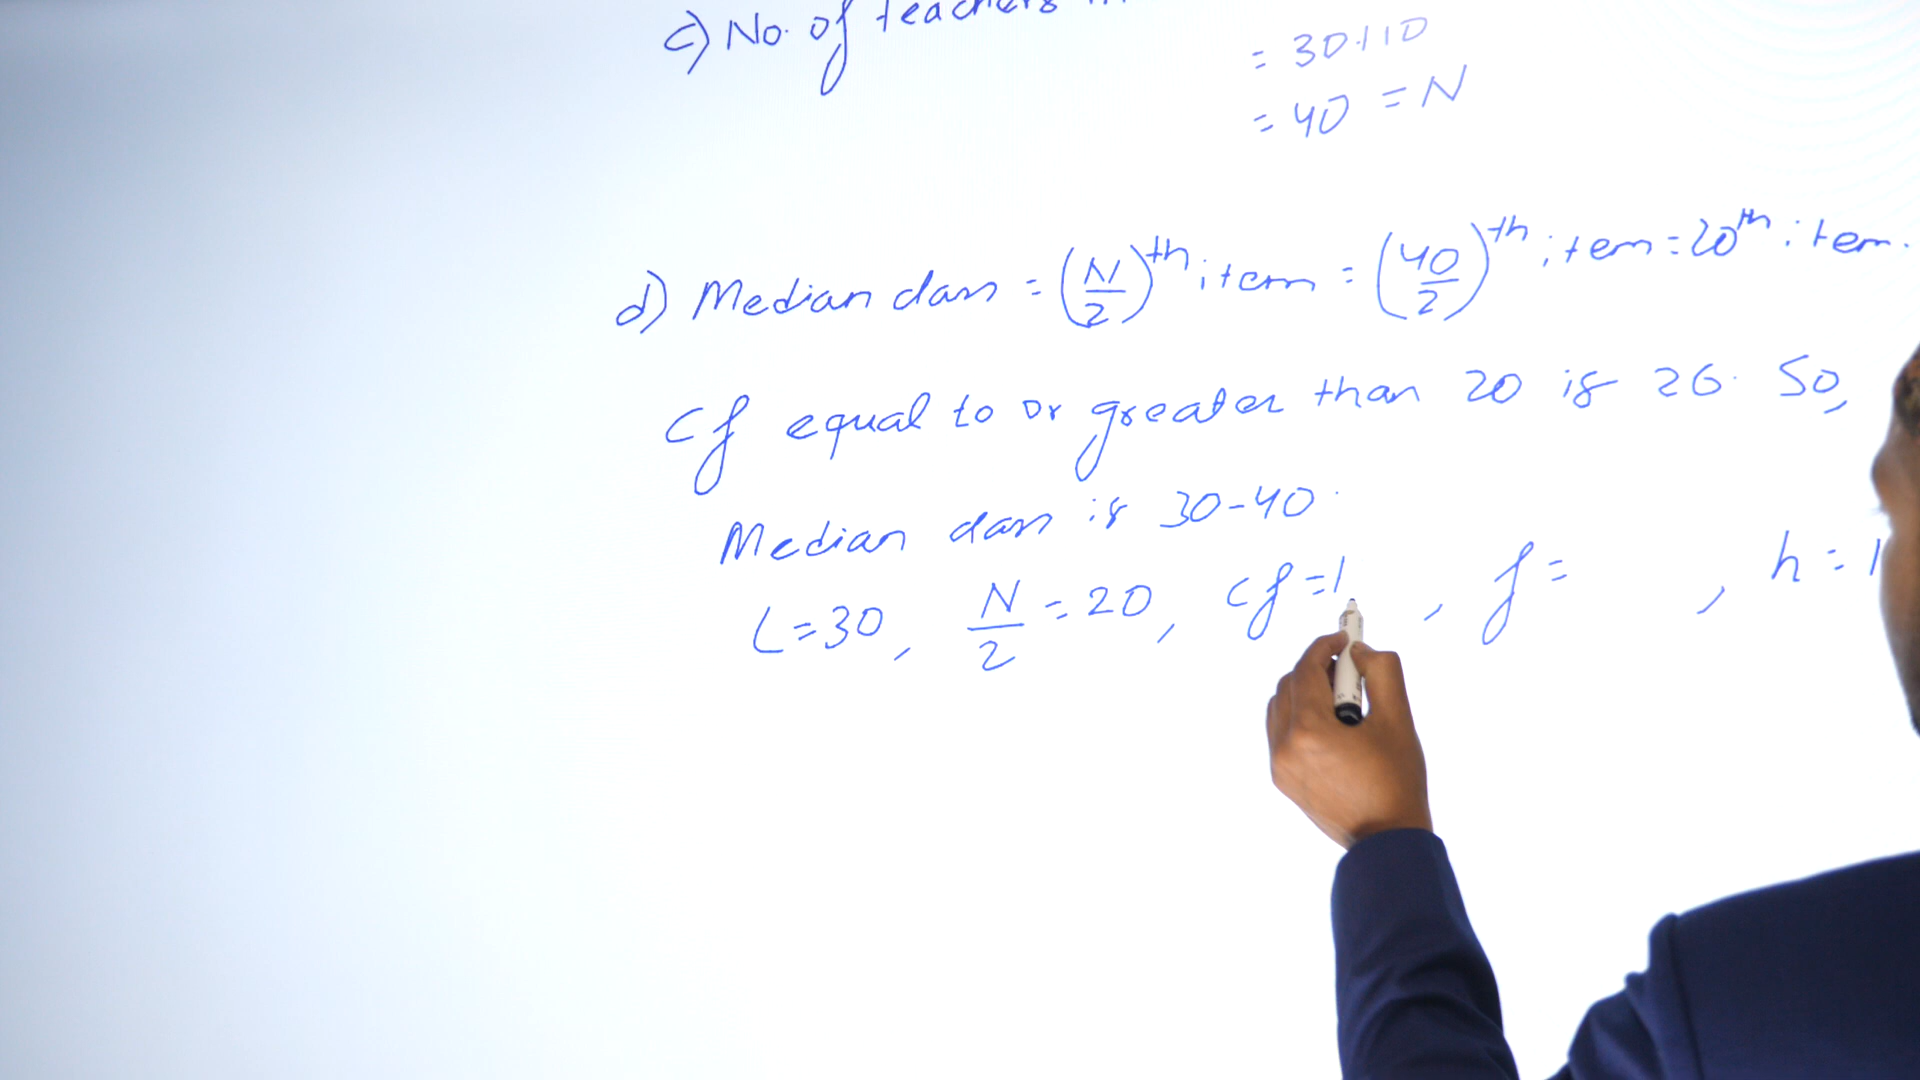 c) No. of teachers
= 30+10
= 40 = N
d) Median class = (N/2)th item = (40/2)th item = 20th item.
cf equal to or greater than 20 is 26. So,
Median class is 30-40.
L=30, N/2 = 20, cf=1 , f= , h=1